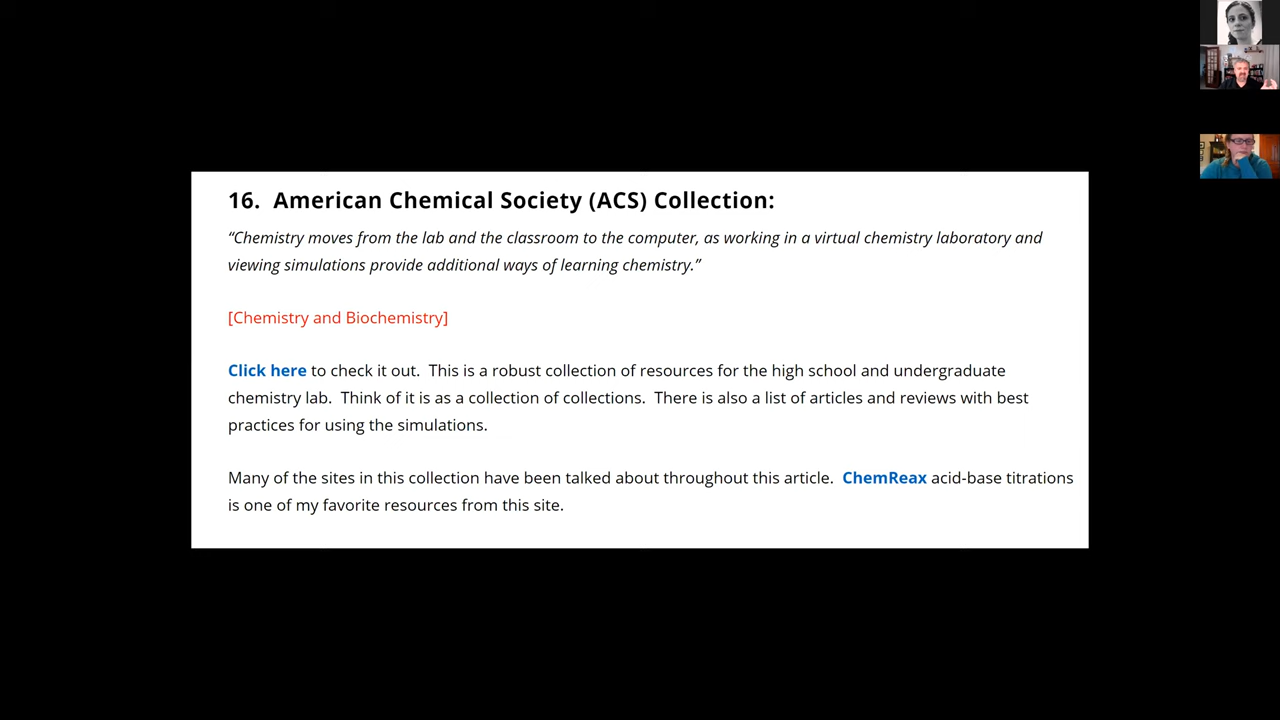 16.  American Chemical Society (ACS) Collection:
“Chemistry moves from the lab and the classroom to the computer, as working in a virtual chemistry laboratory and
viewing simulations provide additional ways of learning chemistry.”
[Chemistry and Biochemistry]
Click here to check it out.  This is a robust collection of resources for the high school and undergraduate
chemistry lab.  Think of it is as a collection of collections.  There is also a list of articles and reviews with best
practices for using the simulations.
Many of the sites in this collection have been talked about throughout this article.  ChemReax acid-base titrations
is one of my favorite resources from this site.